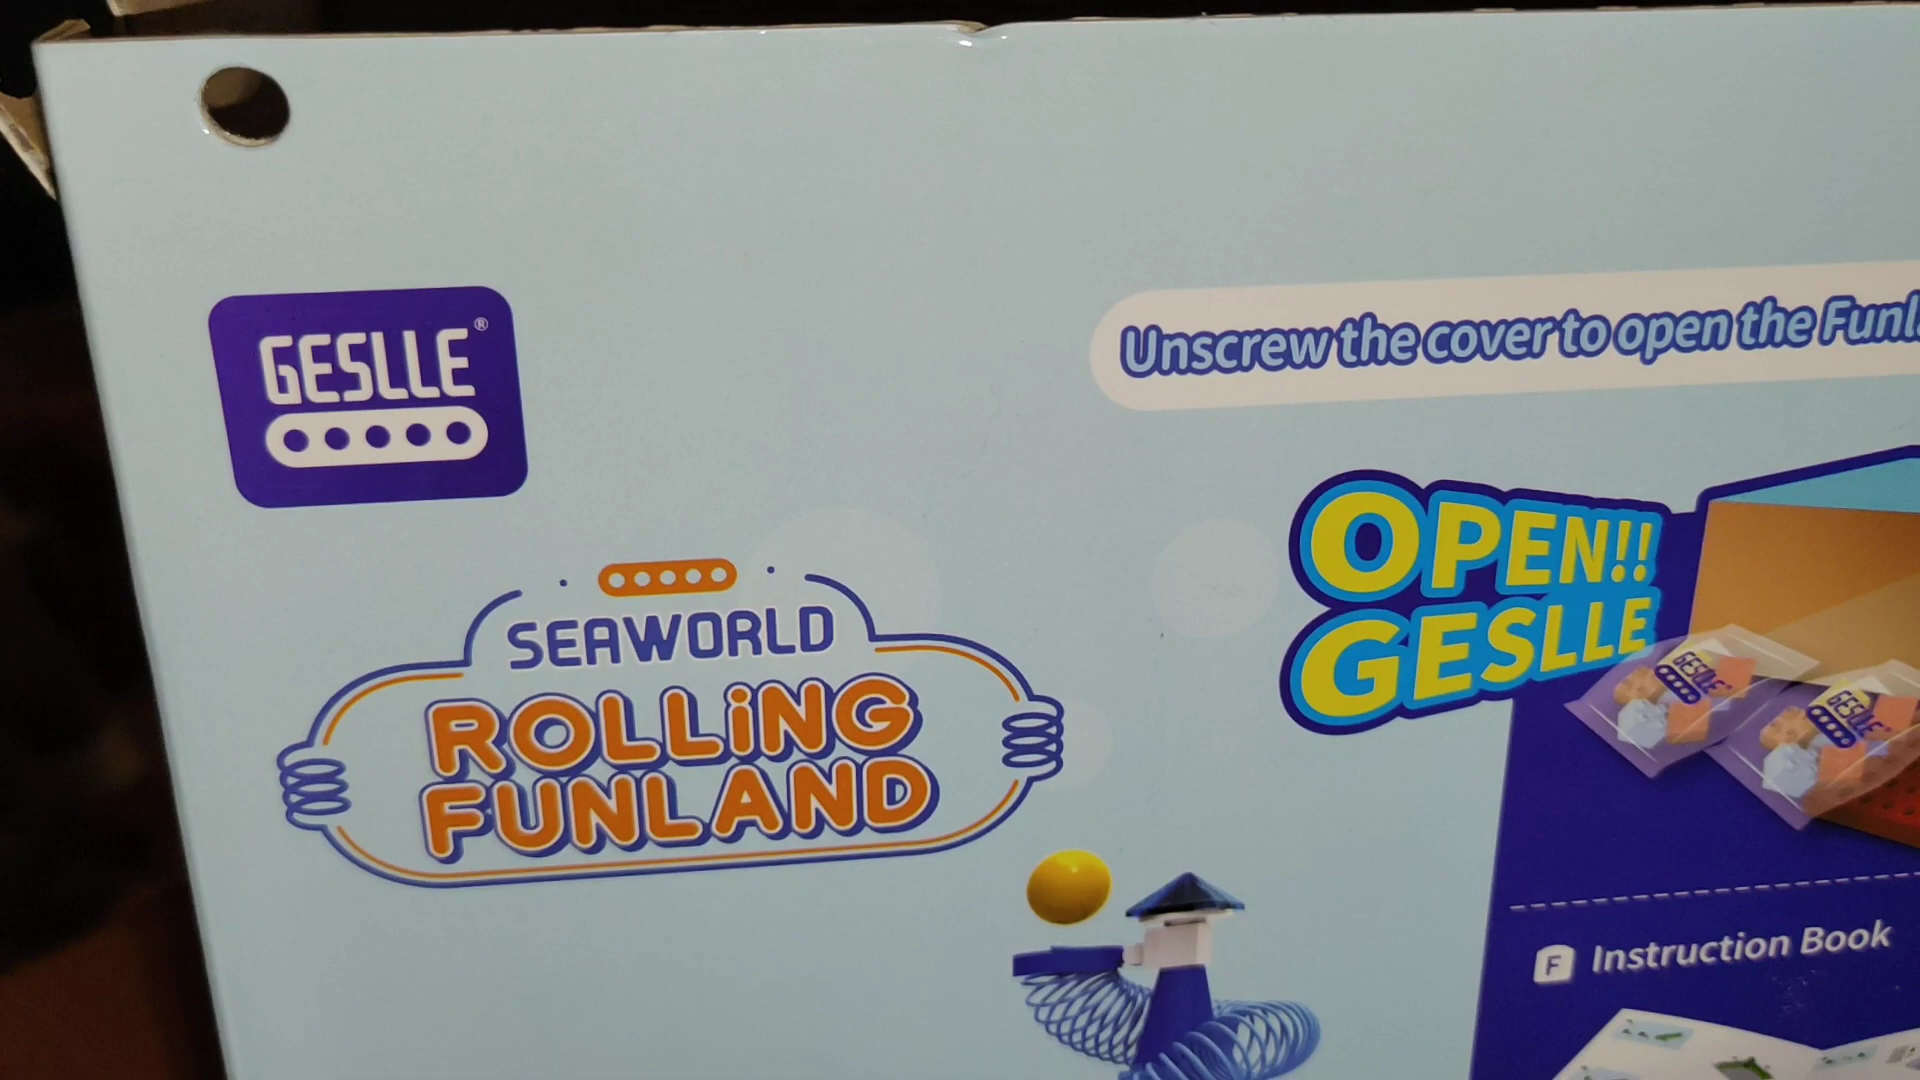 GESLLE®
Unscrew the cover to open the
OPEN!!
GESLLE
SEAWORLD
ROLLiNG
FUNLAND
GESLLE
GESLLE
F Instruction Book